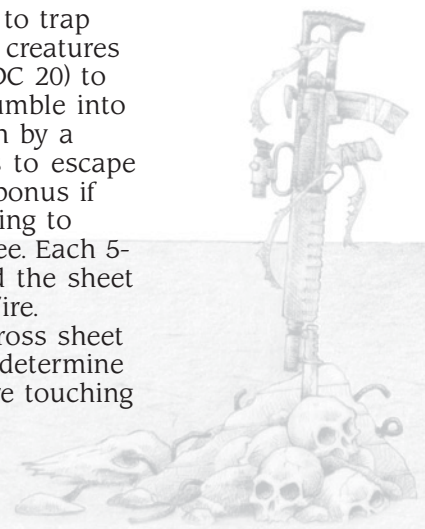 to trap
creatures
DC 20) to
umble into
n by a
s to escape
bonus if
ing to
ee. Each 5-
d the sheet
fire.
ross sheet
determine
re touching